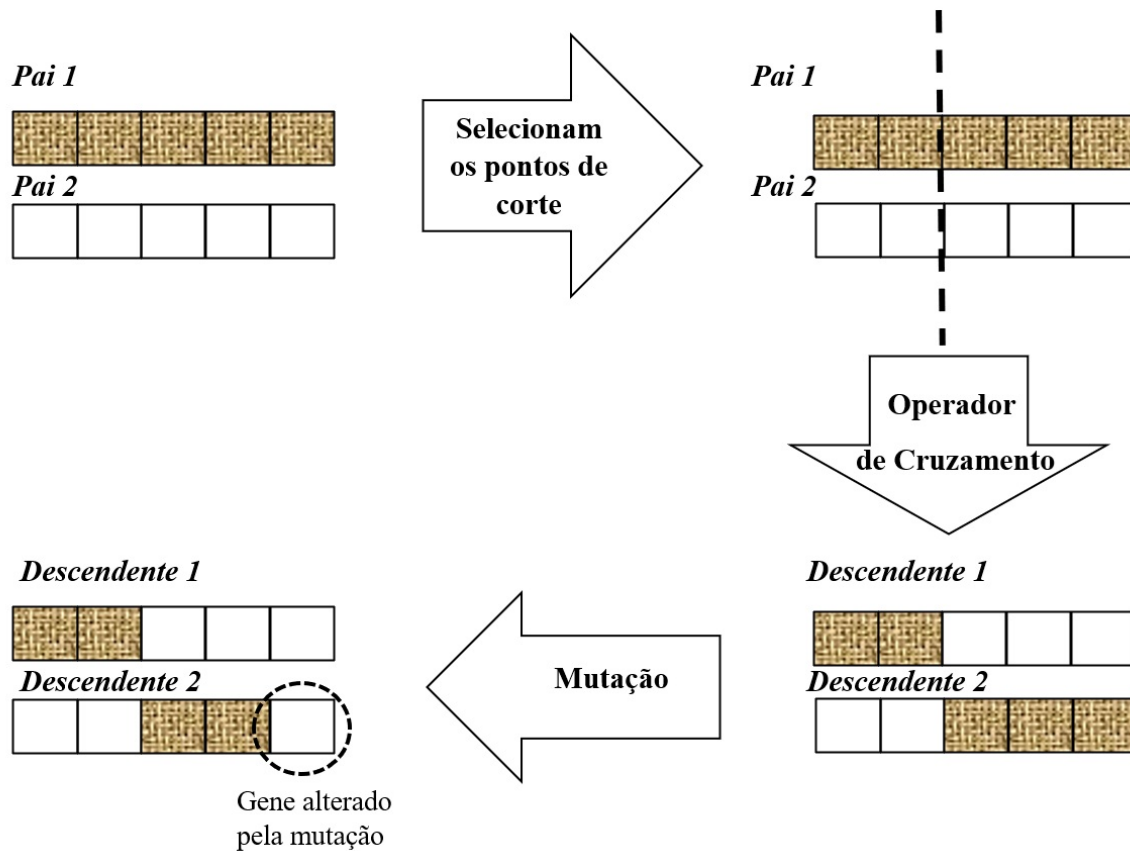 Pai 1
Pai 2
Selecionam
os pontos de
corte
Pai 1
Pai 2
Operador
de Cruzamento
Descendente 1
Descendente 2
Mutação
Descendente 1
Descendente 2
Gene alterado
pela mutação